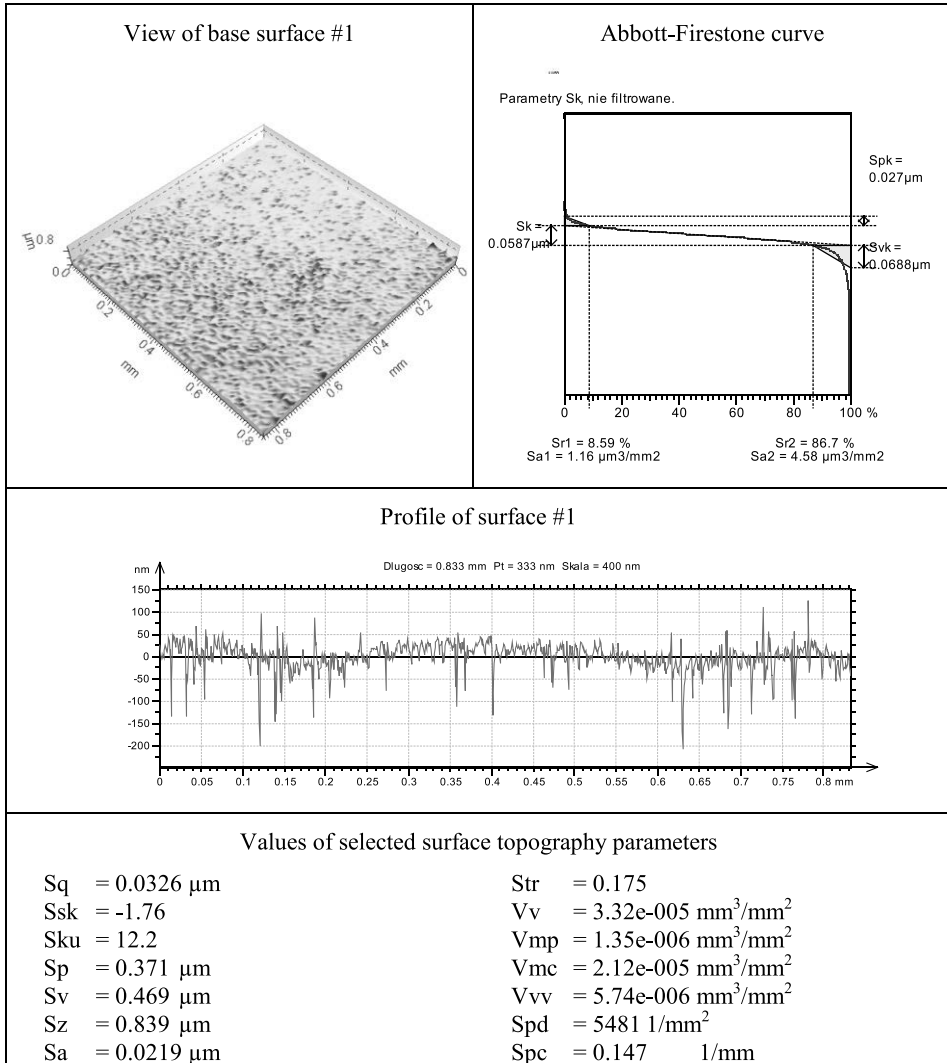 View of base surface #1
Abbott-Firestone curve
Parametry Sk, nie filtrowane.
Spk =
0.027µm
Sk =
0.0587µm
Svk =
0.0688µm
0 20 40 60 80 100 %
Sr1 = 8.59 % Sr2 = 86.7 %
Sa1 = 1.16 µm3/mm2 Sa2 = 4.58 µm3/mm2
µm
0.8
0
0
0.2
0.4
0.6
0.8
mm
0
0.2
0.4
0.6
0.8
mm
Profile of surface #1
Dlugosc = 0.833 mm Pt = 333 nm Skala = 400 nm
nm
150
100
50
0
-50
-100
-150
-200
0 0.05 0.1 0.15 0.2 0.25 0.3 0.35 0.4 0.45 0.5 0.55 0.6 0.65 0.7 0.75 0.8 mm
Values of selected surface topography parameters
Sq = 0.0326 µm
Ssk = -1.76
Sku = 12.2
Sp = 0.371 µm
Sv = 0.469 µm
Sz = 0.839 µm
Sa = 0.0219 µm
Str = 0.175
Vv = 3.32e-005 mm³/mm²
Vmp = 1.35e-006 mm³/mm²
Vmc = 2.12e-005 mm³/mm²
Vvv = 5.74e-006 mm³/mm²
Spd = 5481 1/mm²
Spc = 0.147 1/mm